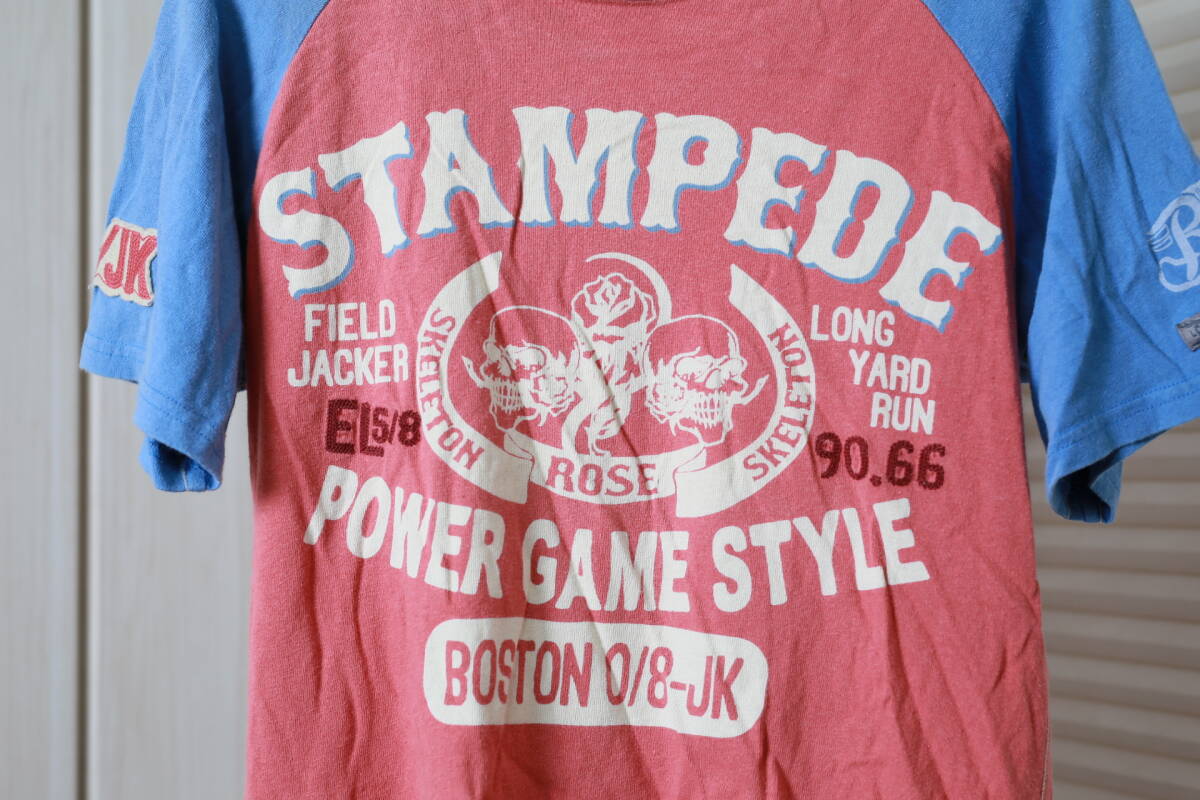 STAMPEDE
FIELD
JACKER
LONG
YARD
RUN
EL5/8
90.66
SKELETON
ROSE
SKELETON
POWER GAME STYLE
BOSTON 0/8-JK
/JK